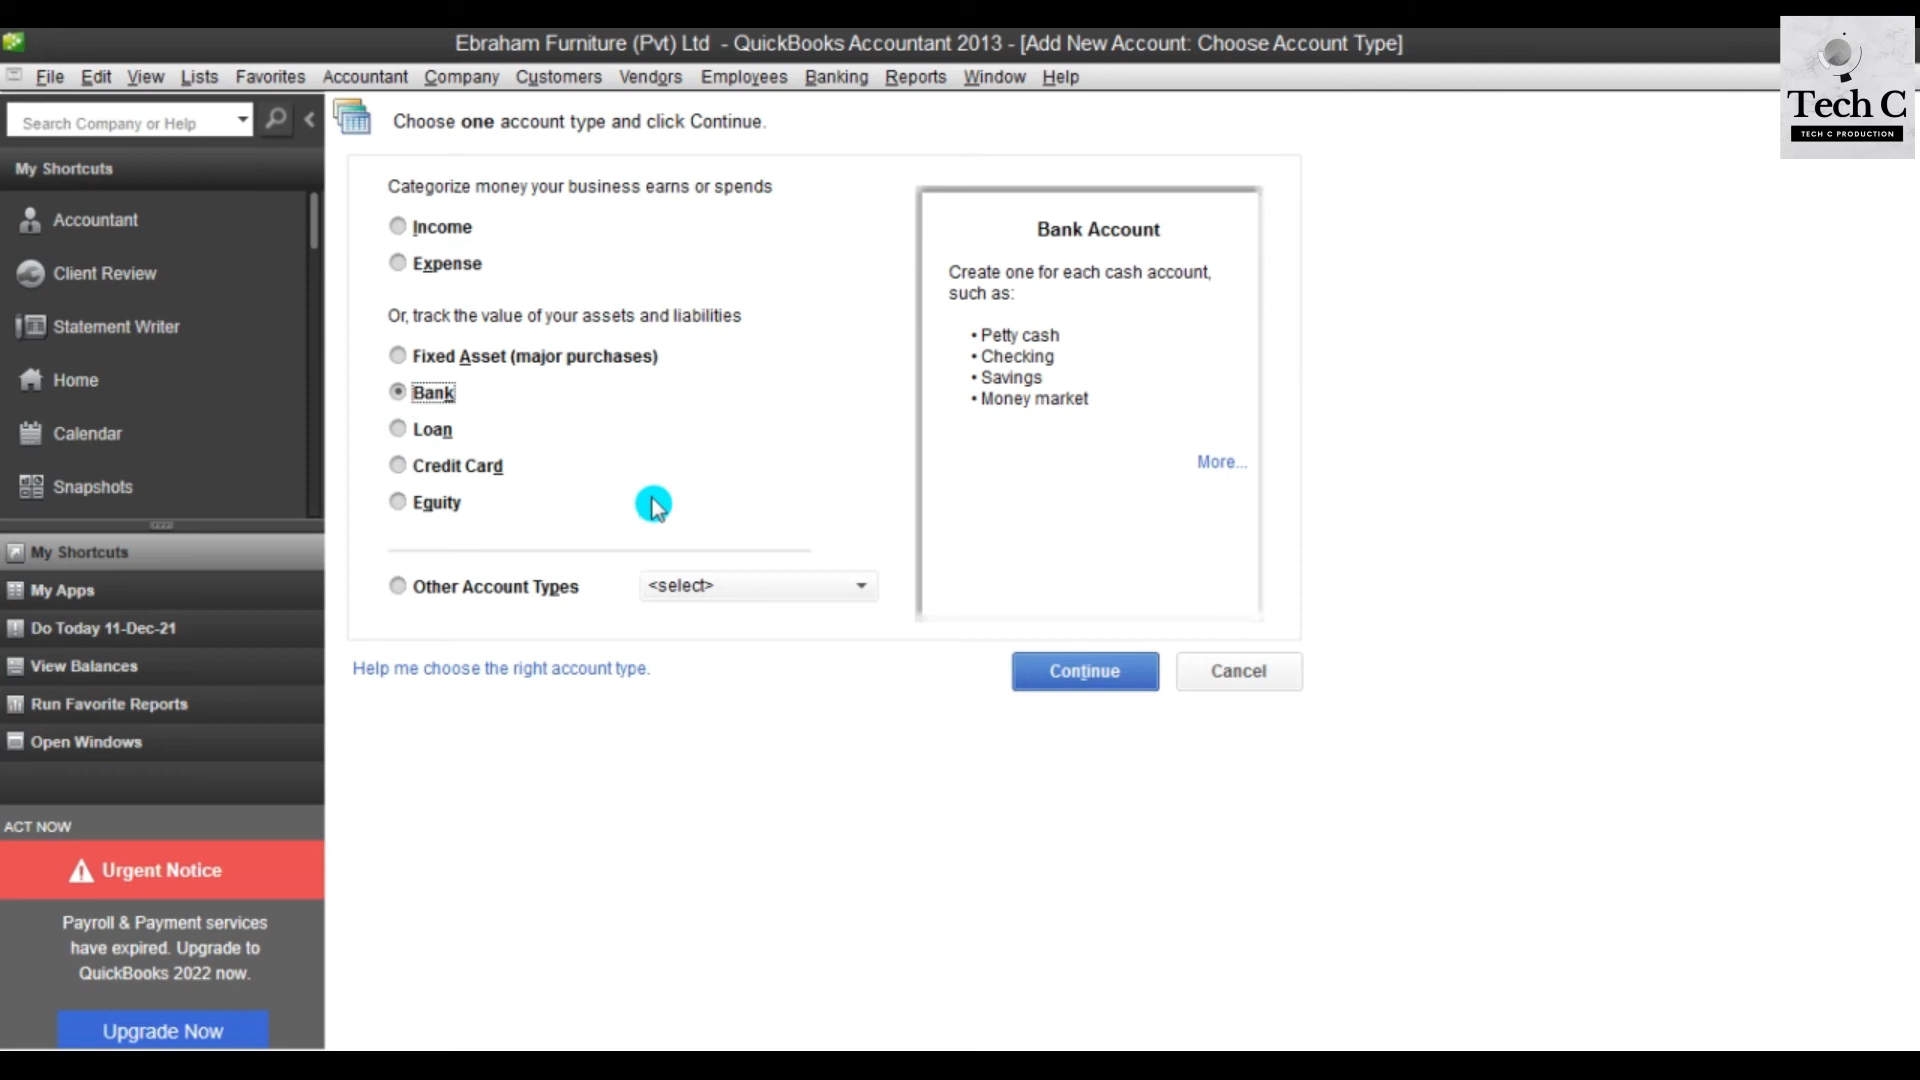 Ebraham Furniture (Pvt) Ltd - QuickBooks Accountant 2013 - [Add New Account: Choose Account Type]
File Edit View Lists Favorites Accountant Company Customers Vendors Employees Banking Reports Window Help
Tech C
TECH C PRODUCTION
Search Company or Help
My Shortcuts
Accountant
Client Review
Statement Writer
Home
Calendar
Snapshots
My Shortcuts
My Apps
Do Today 11-Dec-21
View Balances
Run Favorite Reports
Open Windows
ACT NOW
Urgent Notice
Payroll & Payment services
have expired. Upgrade to
QuickBooks 2022 now.
Upgrade Now
Choose one account type and click Continue.
Categorize money your business earns or spends
Income
Expense
Or, track the value of your assets and liabilities
Fixed Asset (major purchases)
Bank
Loan
Credit Card
Equity
Other Account Types <select>
Bank Account
Create one for each cash account,
such as:
• Petty cash
• Checking
• Savings
• Money market
More...
Help me choose the right account type.
Continue
Cancel